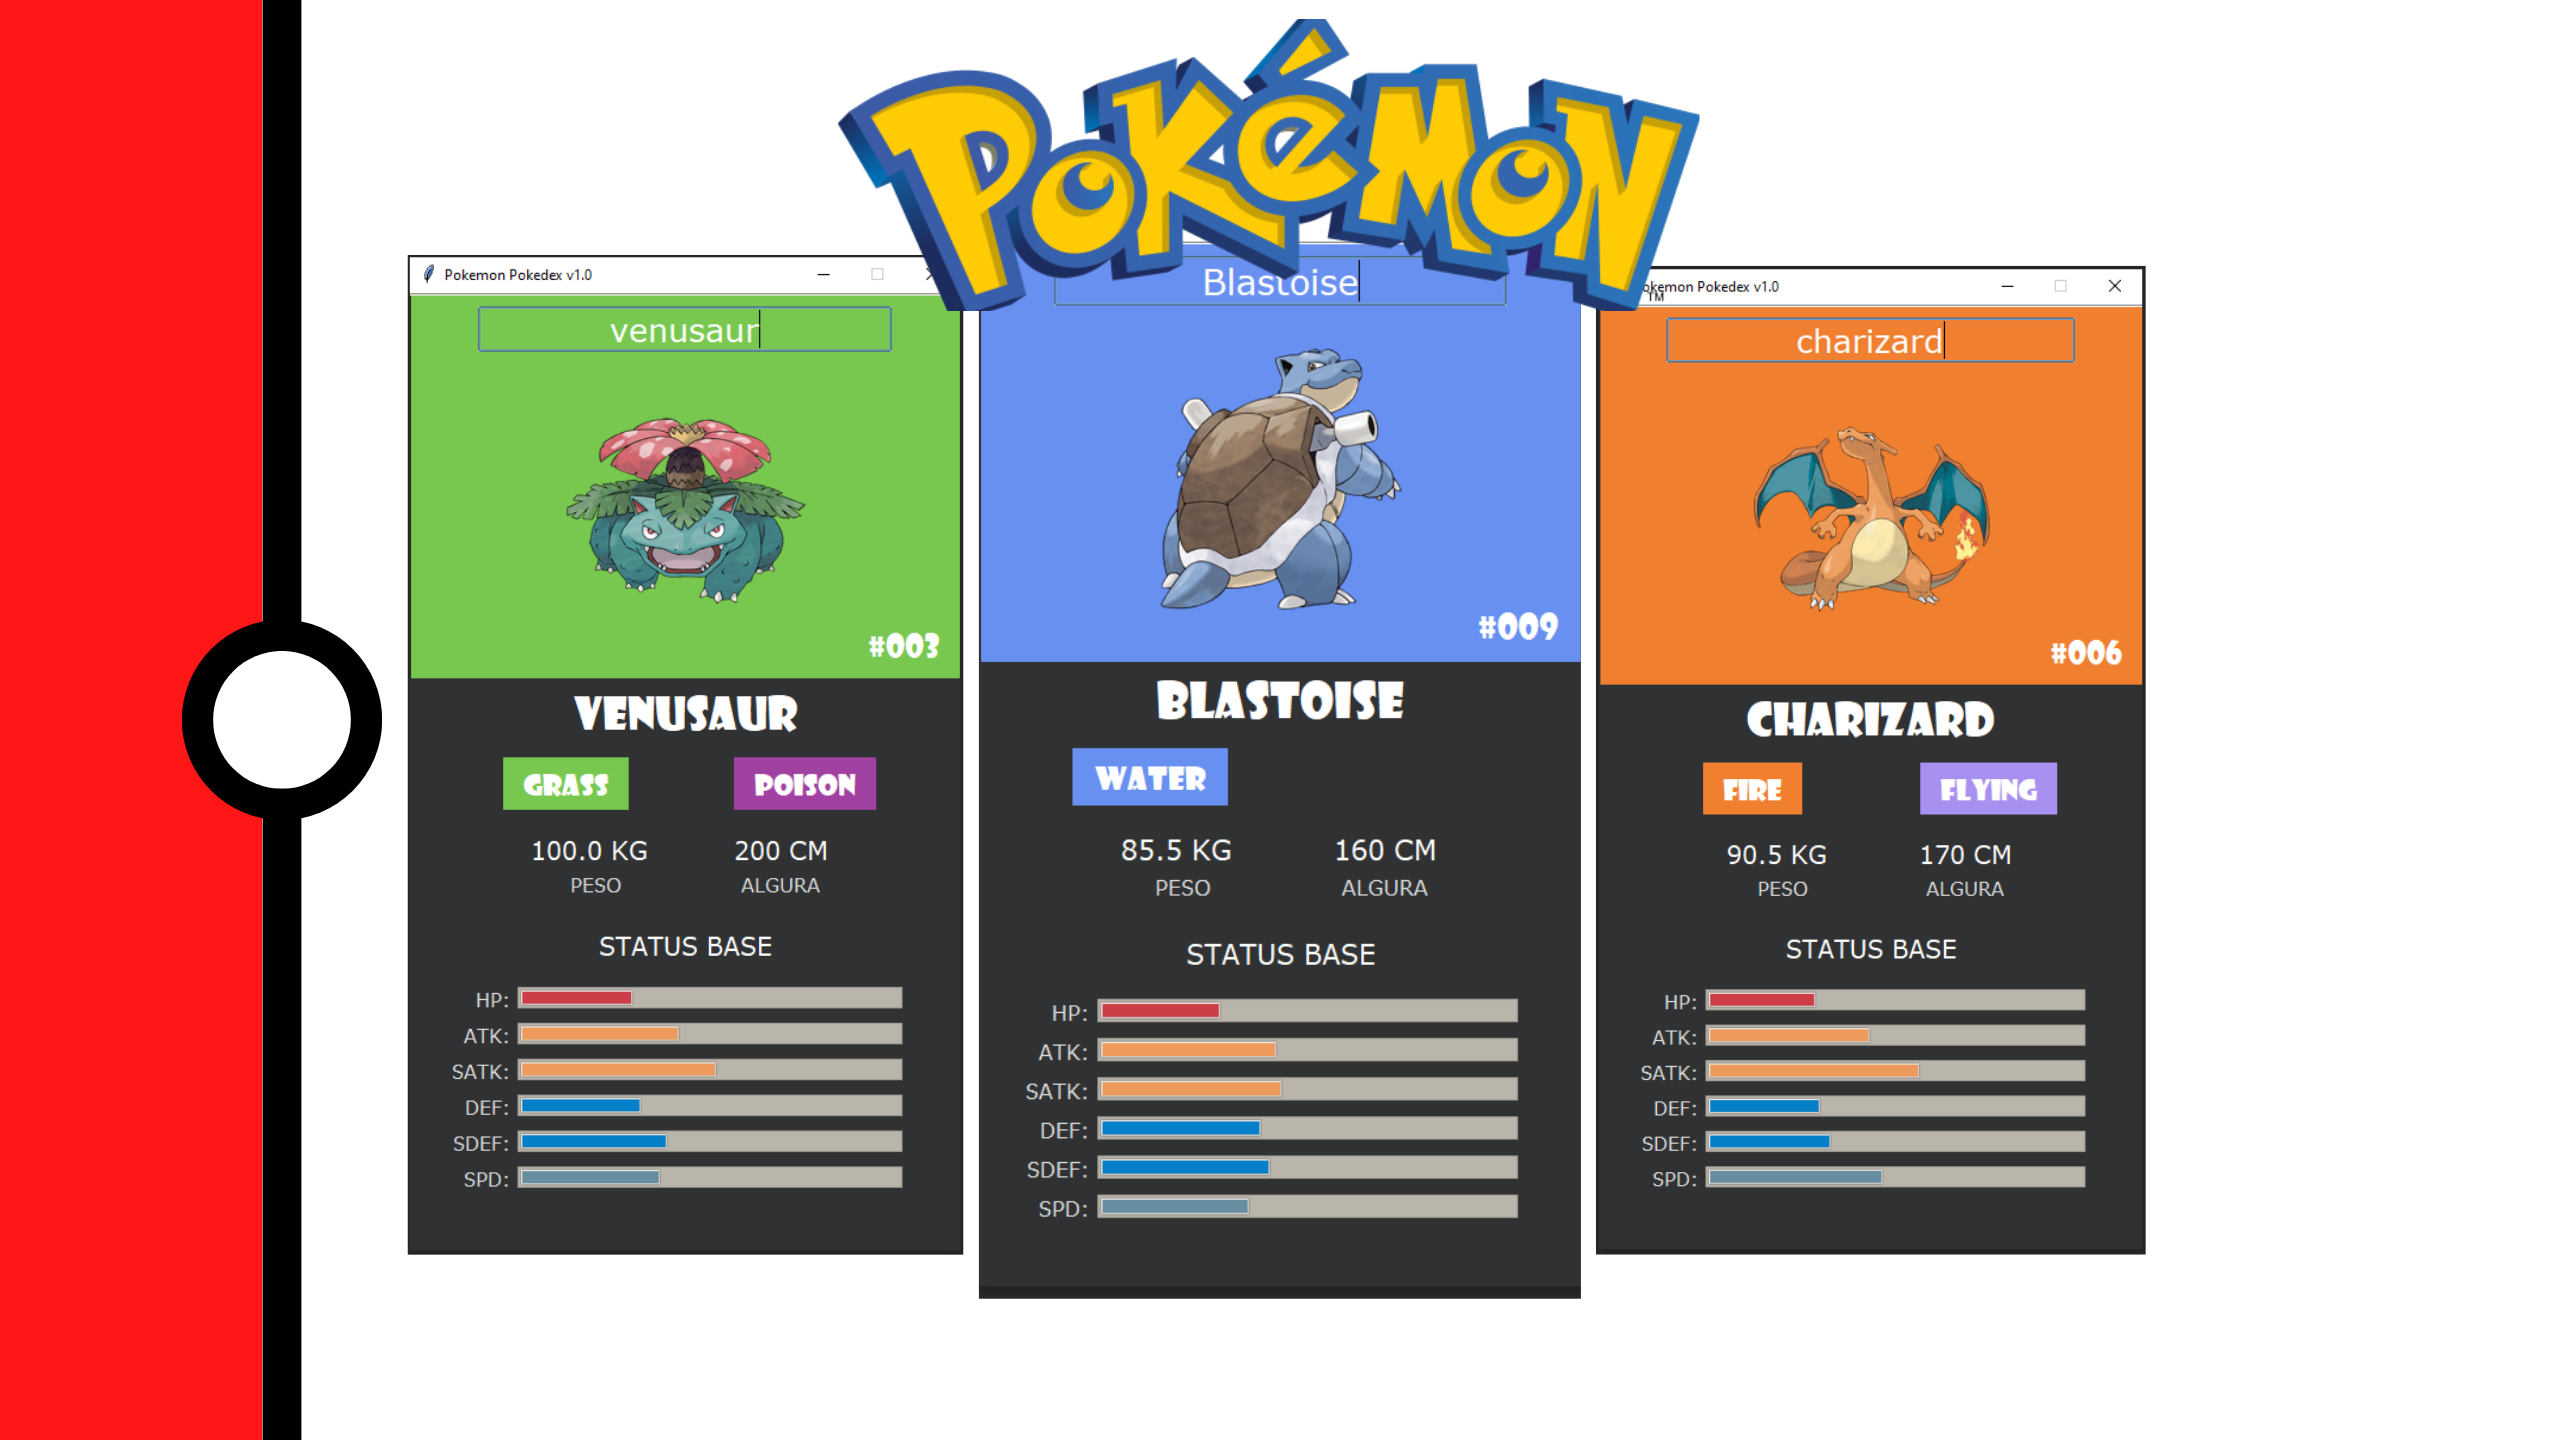 Pokémon
TM
Pokemon Pokedex v1.0
venusaur
#003
VENUSAUR
GRASS
POISON
100.0 KG
200 CM
PESO
ALGURA
STATUS BASE
HP:
ATK:
SATK:
DEF:
SDEF:
SPD:
Blastoise
#009
BLASTOISE
WATER
85.5 KG
160 CM
PESO
ALGURA
STATUS BASE
HP:
ATK:
SATK:
DEF:
SDEF:
SPD:
okemon Pokedex v1.0
charizard
#006
CHARIZARD
FIRE
FLYING
90.5 KG
170 CM
PESO
ALGURA
STATUS BASE
HP:
ATK:
SATK:
DEF:
SDEF:
SPD: